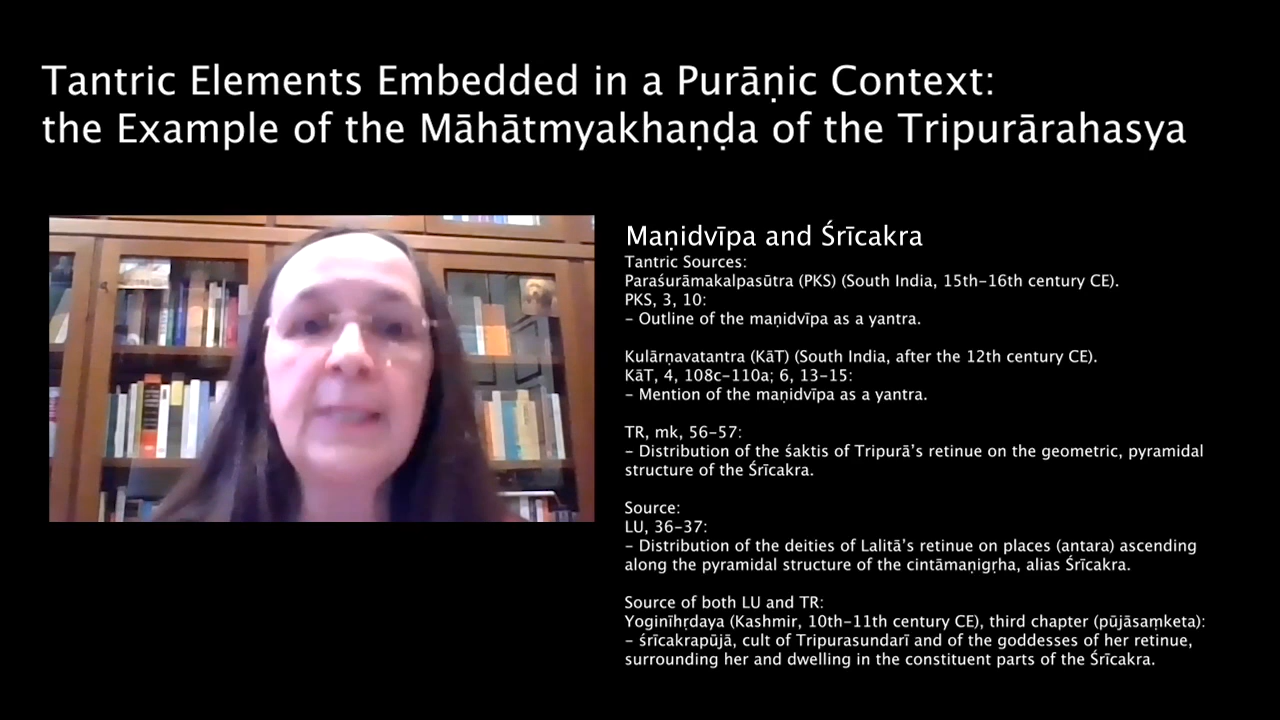 Tantric Elements Embedded in a Purāṇic Context:
the Example of the Māhātmyakhaṇḍa of the Tripurārahasya
Maṇidvīpa and Śrīcakra
Tantric Sources:
Paraśurāmakalpasūtra (PKS) (South India, 15th-16th century CE).
PKS, 3, 10:
- Outline of the maṇidvīpa as a yantra.
Kulārṇavatantra (KāT) (South India, after the 12th century CE).
KāT, 4, 108c-110a; 6, 13-15:
- Mention of the maṇidvīpa as a yantra.
TR, mk, 56-57:
- Distribution of the śaktis of Tripurā's retinue on the geometric, pyramidal
structure of the Śrīcakra.
Source:
LU, 36-37:
- Distribution of the deities of Lalitā's retinue on places (antara) ascending
along the pyramidal structure of the cintāmaṇigṛha, alias Śrīcakra.
Source of both LU and TR:
Yoginīhṛdaya (Kashmir, 10th-11th century CE), third chapter (pūjāsaṃketa):
- śrīcakrapūjā, cult of Tripurasundarī and of the goddesses of her retinue,
surrounding her and dwelling in the constituent parts of the Śrīcakra.